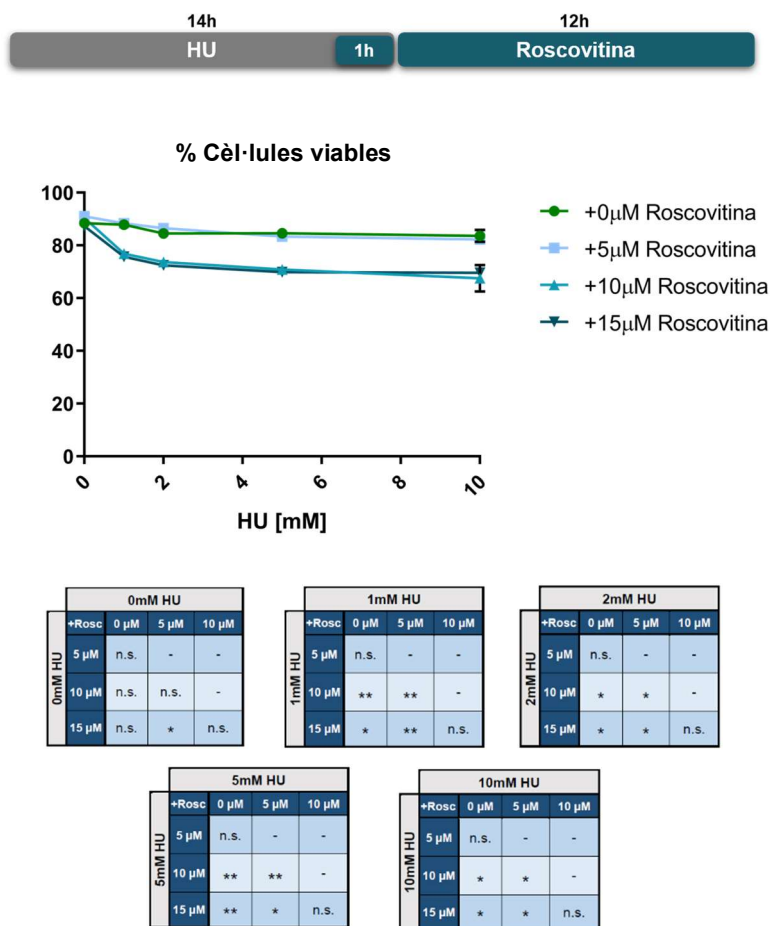 14h 12h
HU 1h Roscovitina
% Cèl·lules viables
100
80
60
40
20
0
0 2 4 6 8 10
HU [mM]
+0μM Roscovitina
+5μM Roscovitina
+10μM Roscovitina
+15μM Roscovitina
0mM HU
0mM HU
+Rosc 0 μM 5 μM 10 μM
5 μM n.s. - -
10 μM n.s. n.s. -
15 μM n.s. * n.s.
1mM HU
1mM HU
+Rosc 0 μM 5 μM 10 μM
5 μM n.s. - -
10 μM ** ** -
15 μM * ** n.s.
2mM HU
2mM HU
+Rosc 0 μM 5 μM 10 μM
5 μM n.s. - -
10 μM * * -
15 μM * * n.s.
5mM HU
5mM HU
+Rosc 0 μM 5 μM 10 μM
5 μM n.s. - -
10 μM ** ** -
15 μM ** * n.s.
10mM HU
10mM HU
+Rosc 0 μM 5 μM 10 μM
5 μM n.s. - -
10 μM * * -
15 μM * * n.s.